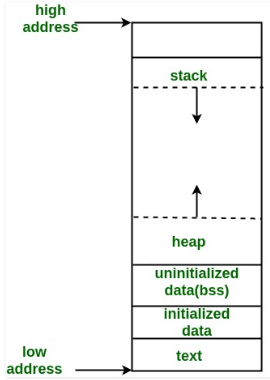 high
address
stack
heap
uninitialized
data(bss)
initialized
data
low
address
text